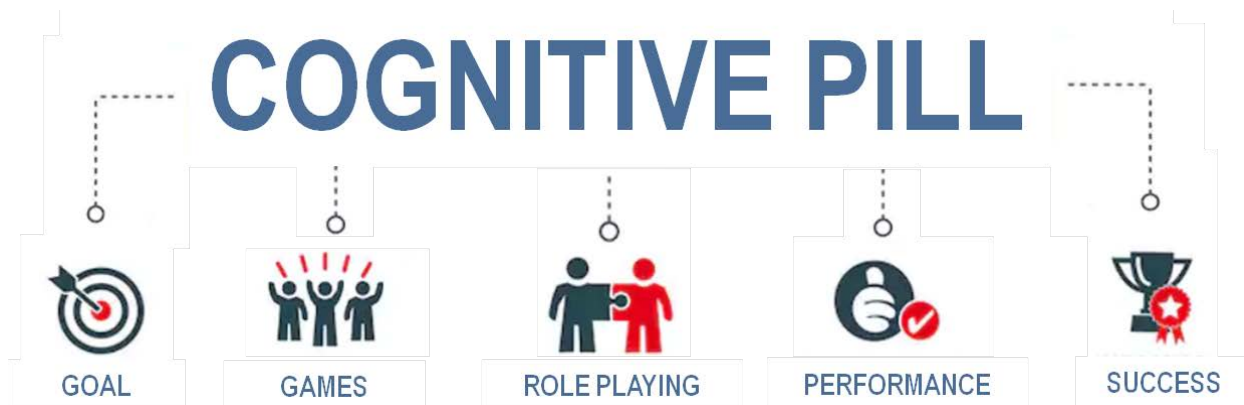 COGNITIVE PILL
GOAL
GAMES
ROLE PLAYING
PERFORMANCE
SUCCESS